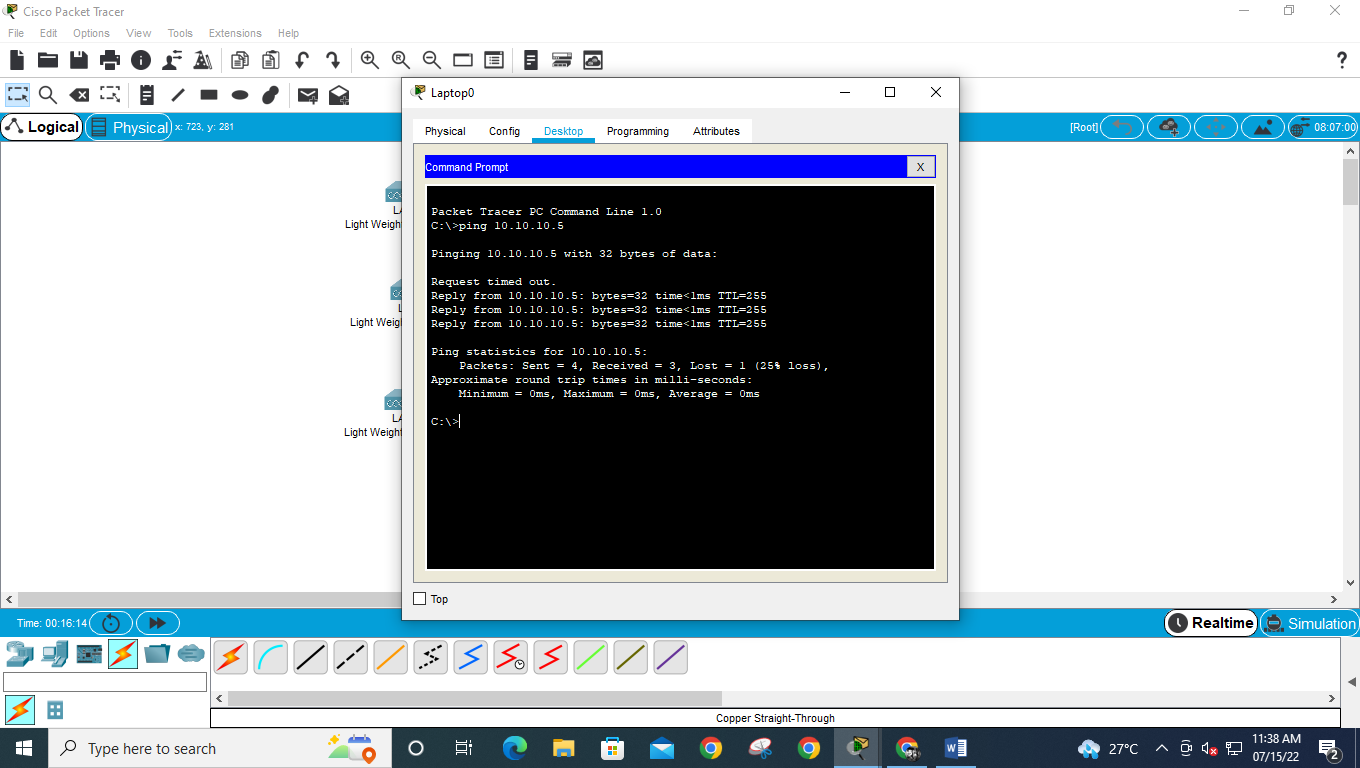 Cisco Packet Tracer
File Edit Options View Tools Extensions Help
Laptop0
Logical Physical x: 723, y: 281
[Root] 08:07:00
Physical Config Desktop Programming Attributes
Command Prompt X
Packet Tracer PC Command Line 1.0
C:\>ping 10.10.10.5
Pinging 10.10.10.5 with 32 bytes of data:
Request timed out.
Reply from 10.10.10.5: bytes=32 time<1ms TTL=255
Reply from 10.10.10.5: bytes=32 time<1ms TTL=255
Reply from 10.10.10.5: bytes=32 time<1ms TTL=255
Ping statistics for 10.10.10.5:
Packets: Sent = 4, Received = 3, Lost = 1 (25% loss),
Approximate round trip times in milli-seconds:
Minimum = 0ms, Maximum = 0ms, Average = 0ms
C:\>
Light Weigh
Light Weigh
Light Weigh
Top
Time: 00:16:14
Realtime Simulation
Copper Straight-Through
Type here to search
27°C
11:38 AM
07/15/22
2